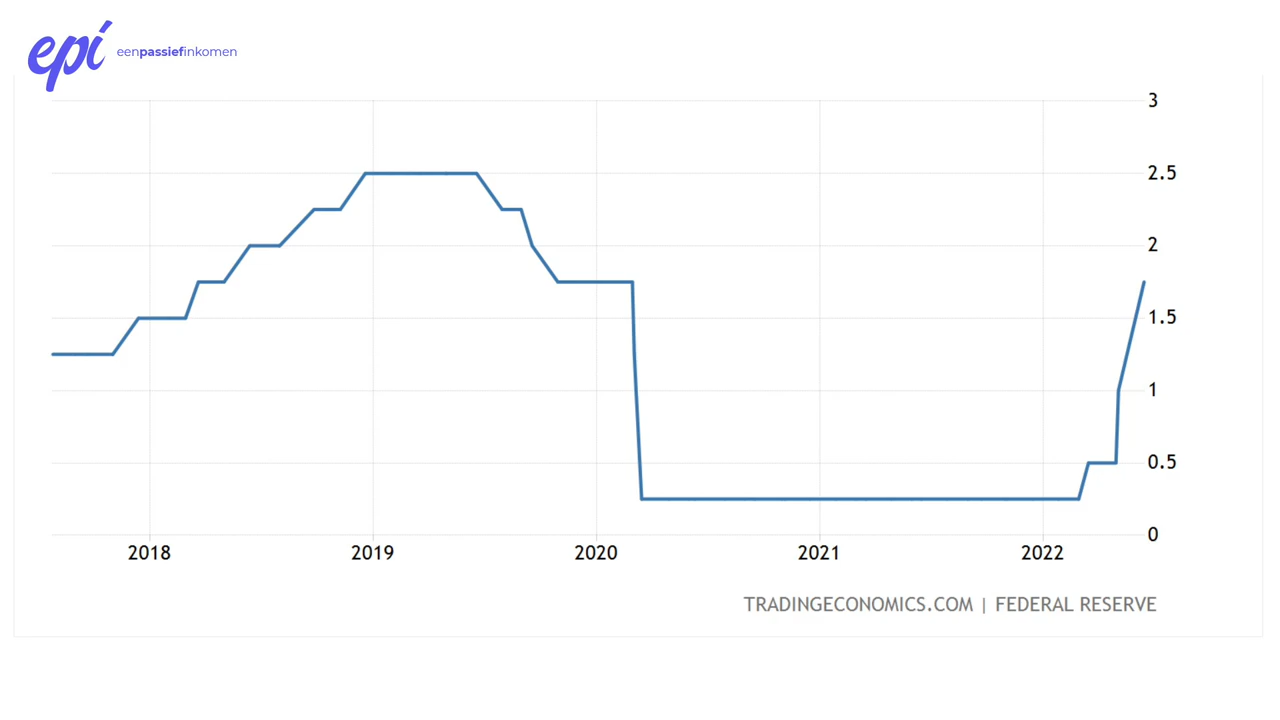 epi eenpassiefinkomen
3
2.5
2
1.5
1
0.5
0
2018 2019 2020 2021 2022
TRADINGECONOMICS.COM | FEDERAL RESERVE